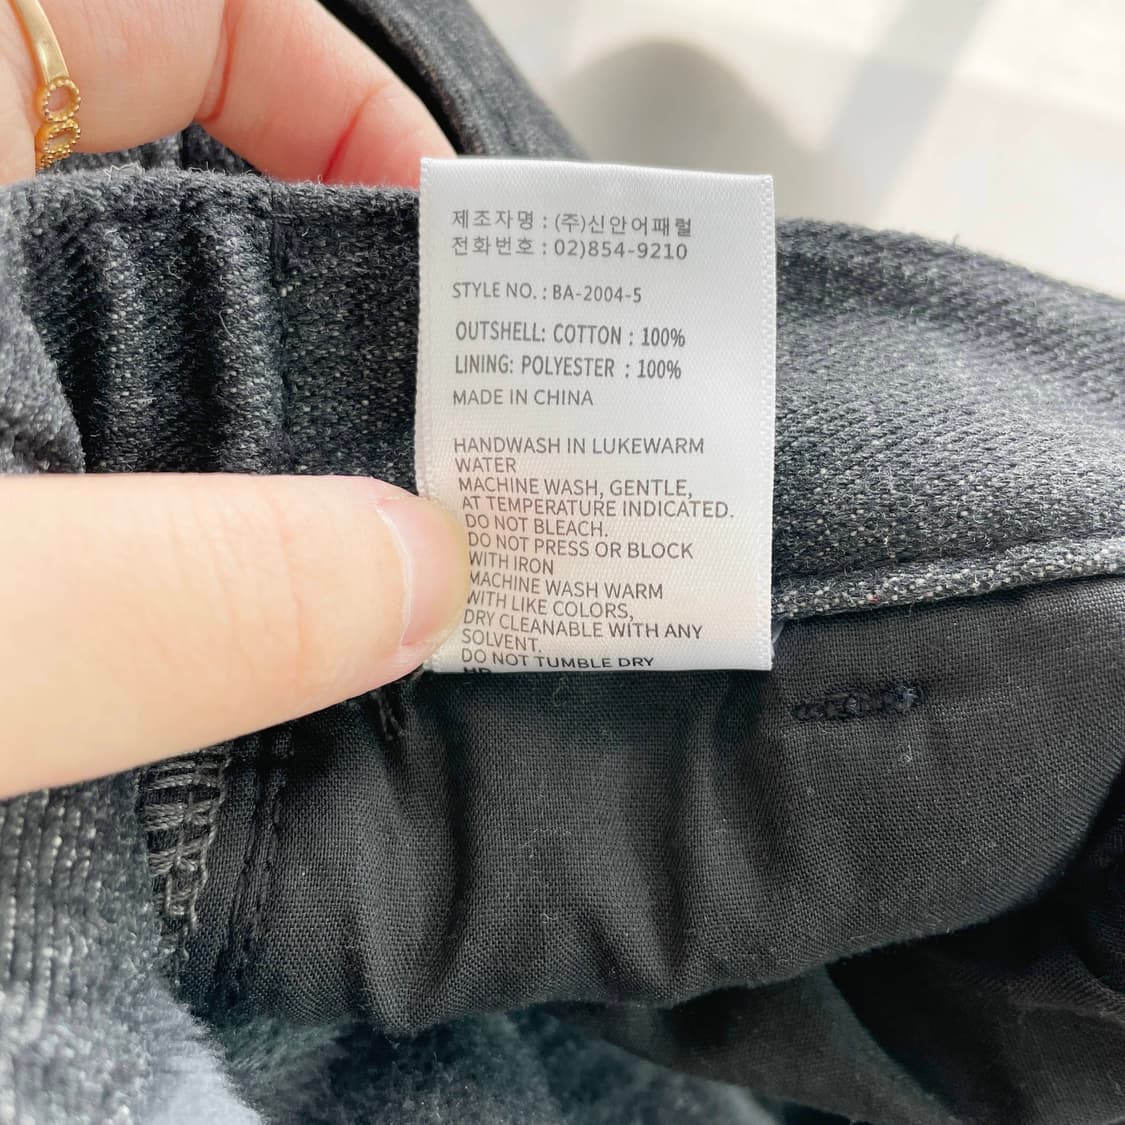 제조자명 : (주)신안어패럴
전화번호 : 02)854-9210
STYLE NO. : BA-2004-5
OUTSHELL: COTTON : 100%
LINING: POLYESTER : 100%
MADE IN CHINA
HANDWASH IN LUKEWARM
WATER
MACHINE WASH, GENTLE,
AT TEMPERATURE INDICATED.
DO NOT BLEACH.
DO NOT PRESS OR BLOCK
WITH IRON
MACHINE WASH WARM
WITH LIKE COLORS,
DRY CLEANABLE WITH ANY
SOLVENT.
DO NOT TUMBLE DRY